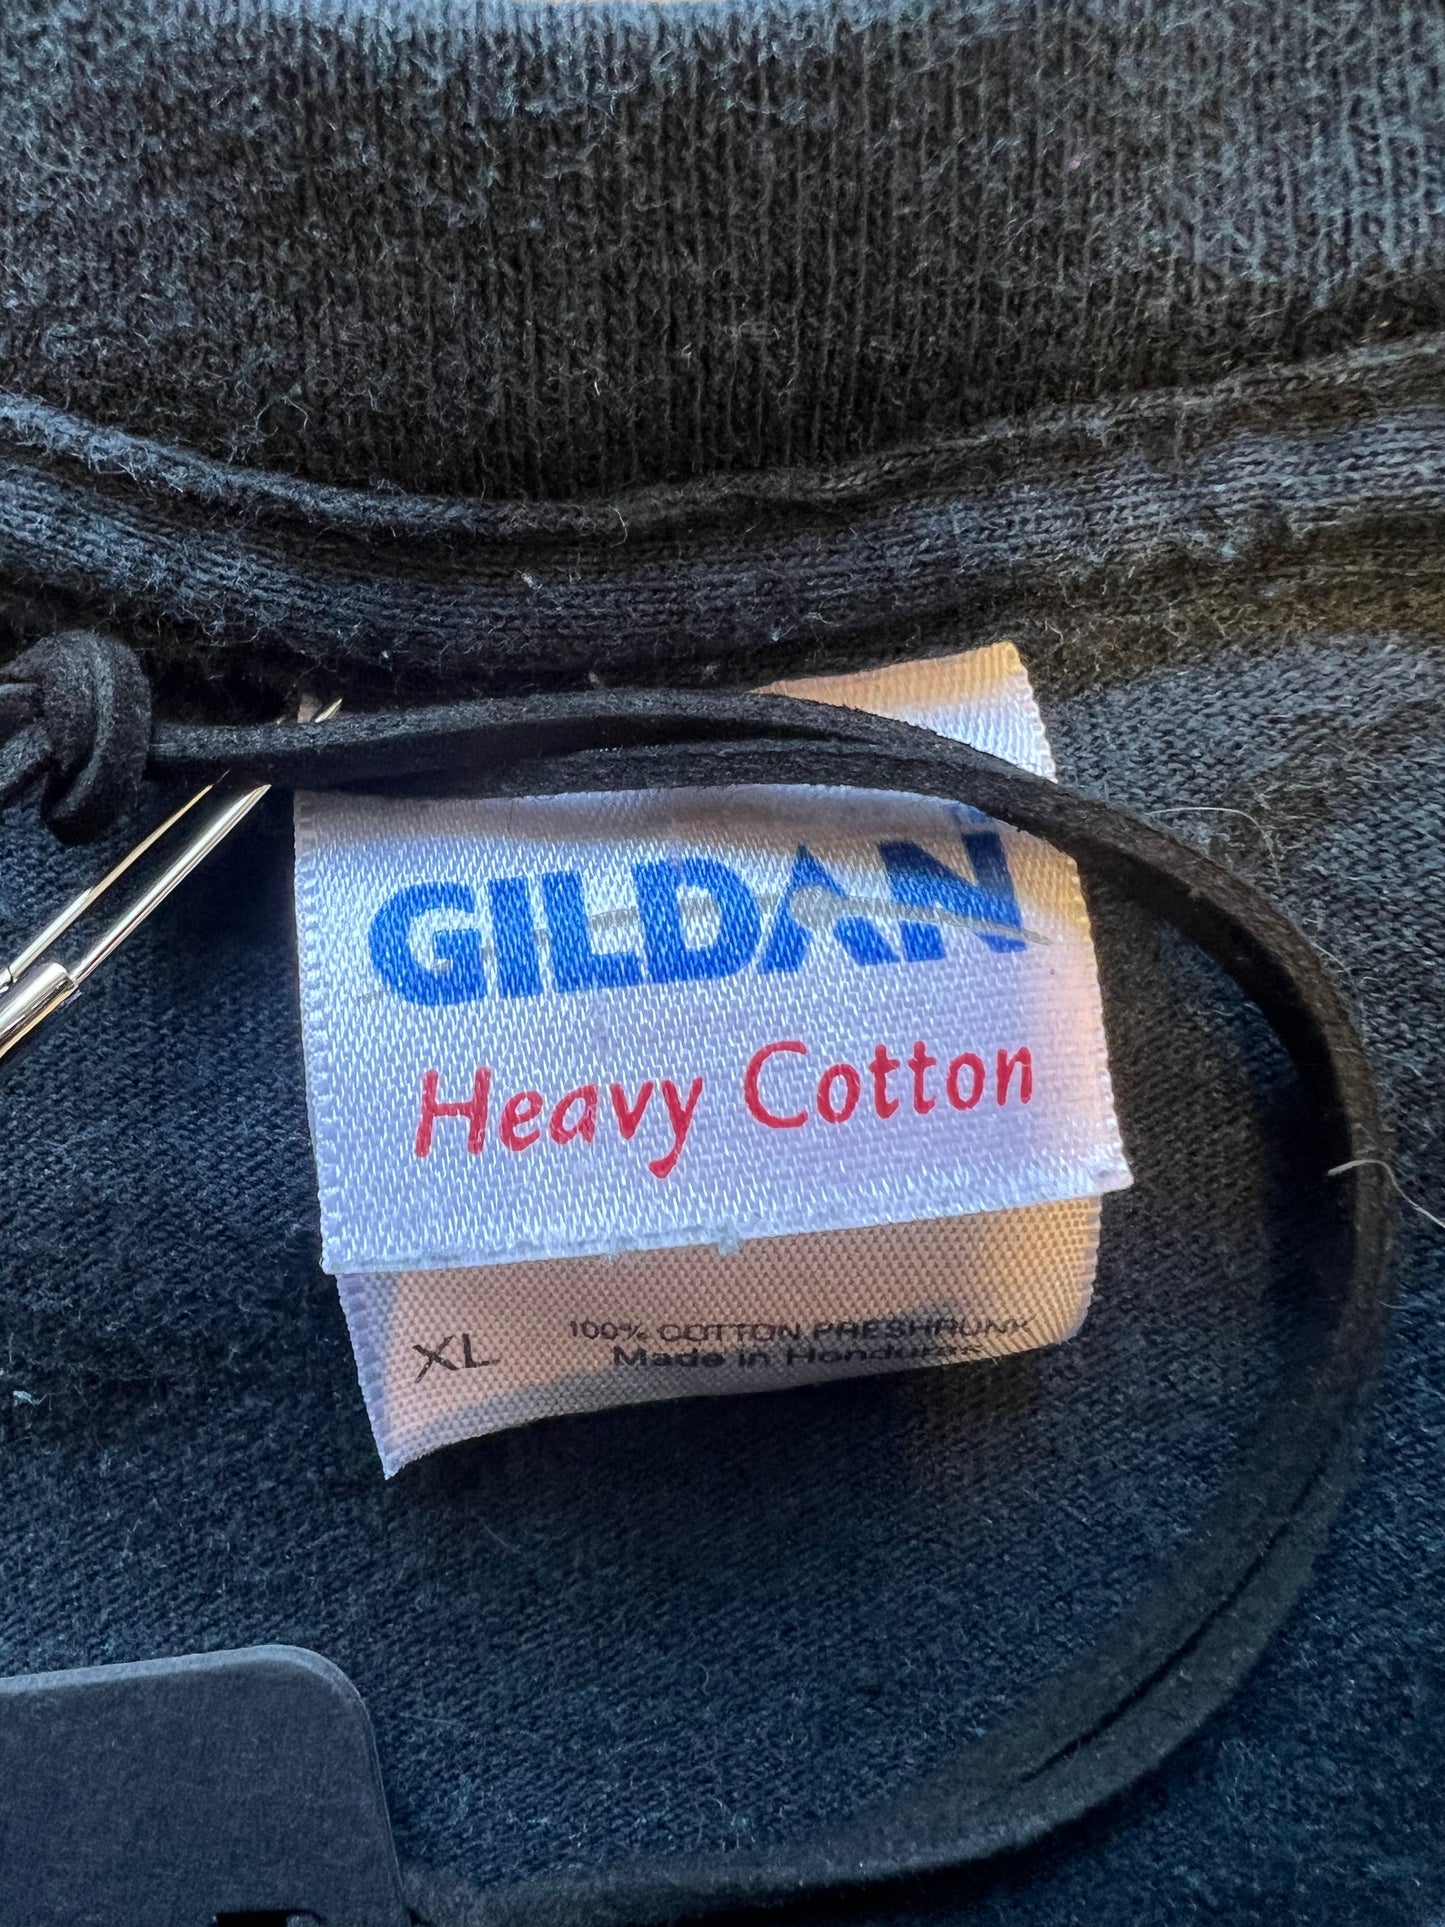 GILDAN
Heavy Cotton
XL
100% COTTON PRESHRUNK
Made in Honduras